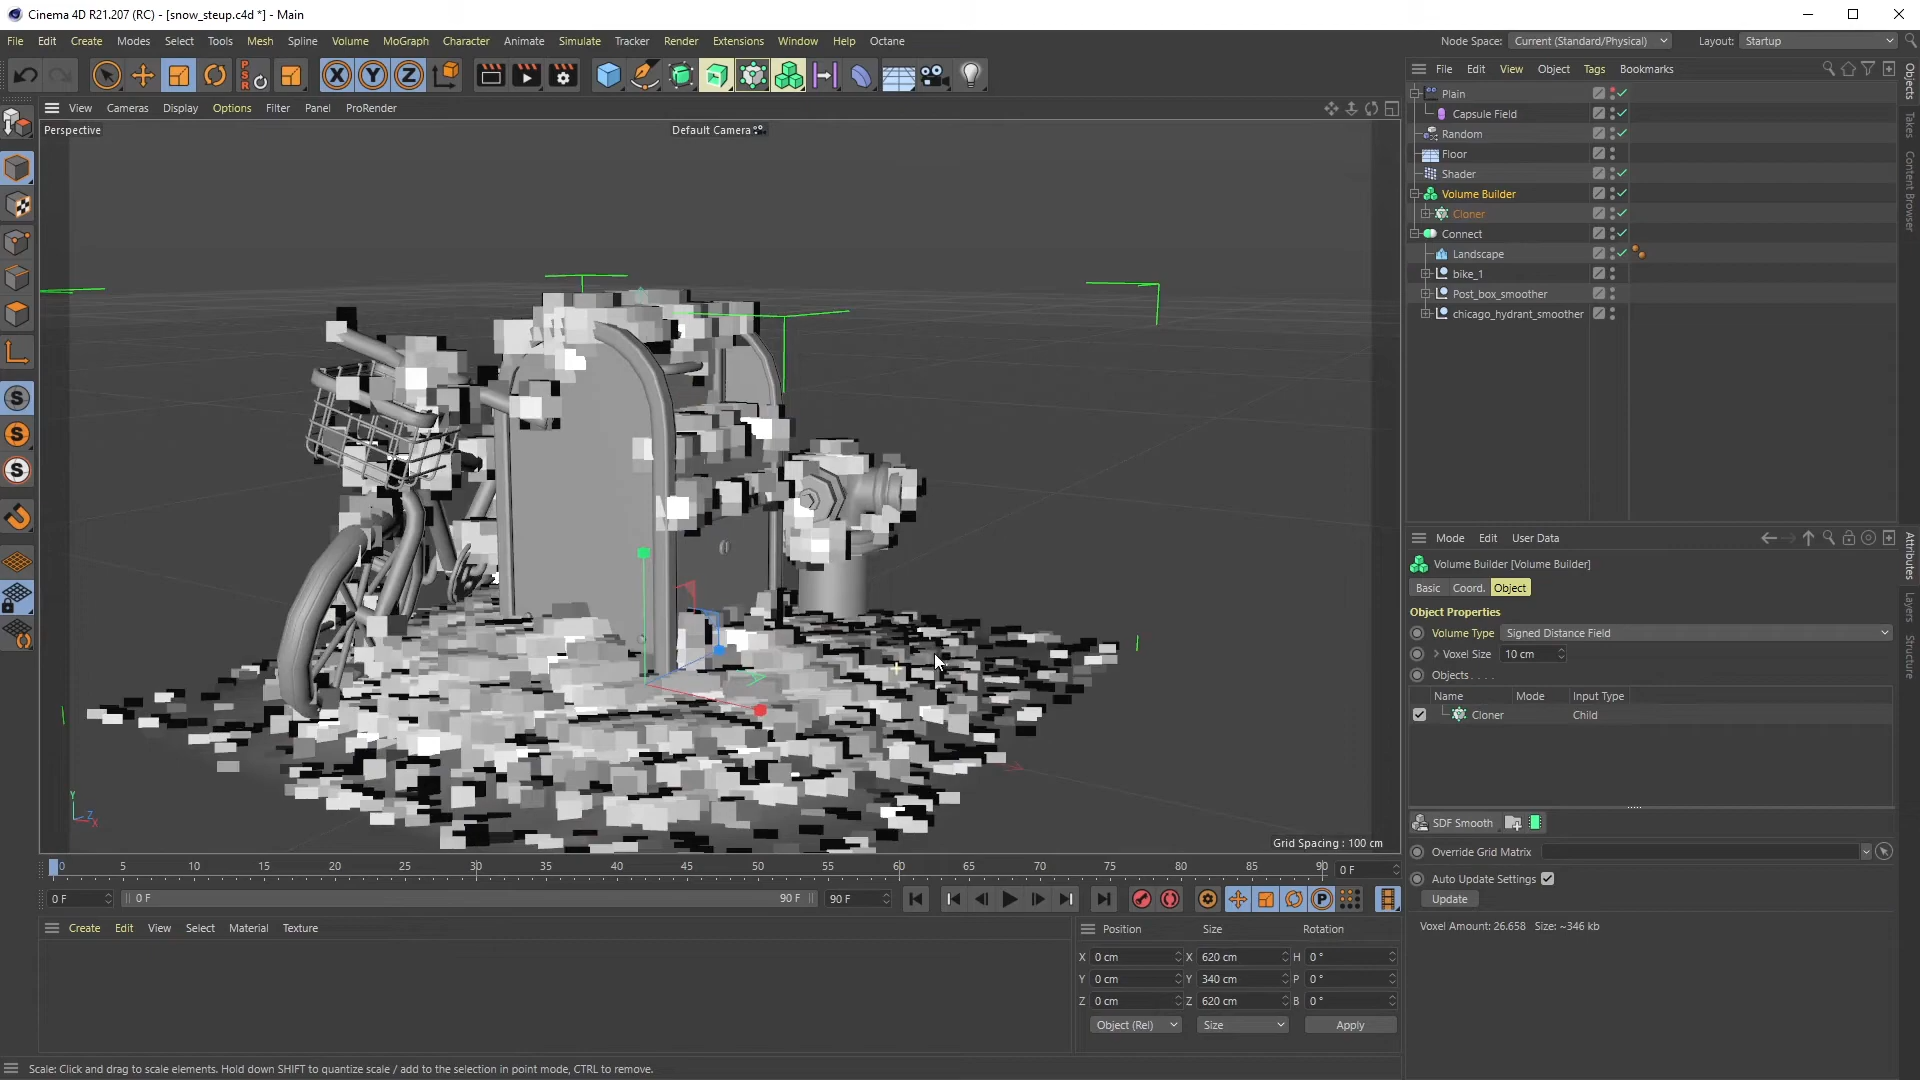 Cinema 4D R21.207 (RC) - [snow_steup.c4d *] - Main
File Edit Create Modes Select Tools Mesh Spline Volume MoGraph Character Animate Simulate Tracker Render Extensions Window Help Octane
Node Space: Current (Standard/Physical) Layout: Startup
PSR X Y Z
File Edit View Object Tags Bookmarks
View Cameras Display Options Filter Panel ProRender
Perspective
Default Camera
Plain
Capsule Field
Random
Floor
Shader
Volume Builder
Cloner
Connect
Landscape
bike_1
Post_box_smoother
chicago_hydrant_smoother
Objects
Takes
Content Browser
S
S
S
Mode Edit User Data
Volume Builder [Volume Builder]
Basic Coord. Object
Object Properties
Volume Type Signed Distance Field
Voxel Size 10 cm
Objects . . . .
Name Mode Input Type
Cloner Child
SDF Smooth
Override Grid Matrix
Auto Update Settings
Update
Voxel Amount: 26.658 Size: ~346 kb
Attributes
Layers
Structure
Y Z X
Grid Spacing : 100 cm
0 5 10 15 20 25 30 35 40 45 50 55 60 65 70 75 80 85 90 0 F
0 F 0 F 90 F 90 F P
Create Edit View Select Material Texture
Position Size Rotation
X 0 cm X 620 cm H 0 °
Y 0 cm Y 340 cm P 0 °
Z 0 cm Z 620 cm B 0 °
Object (Rel) Size Apply
Scale: Click and drag to scale elements. Hold down SHIFT to quantize scale / add to the selection in point mode, CTRL to remove.